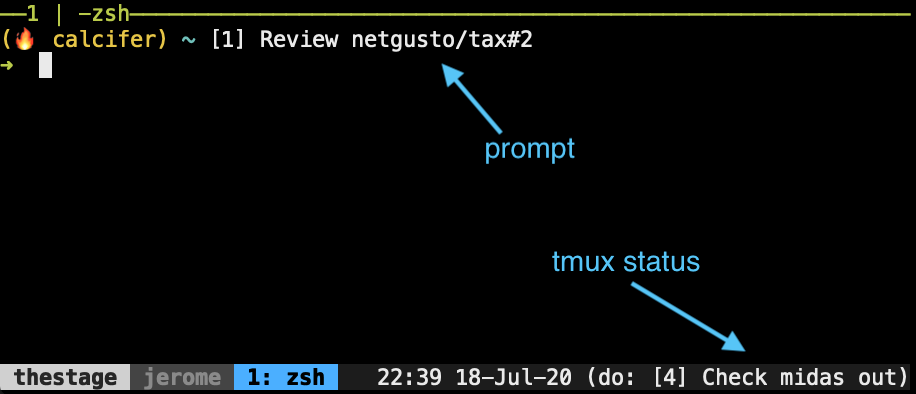 1 | -zsh
(🔥 calcifer) ~ [1] Review netgusto/tax#2
→
prompt
tmux status
thestage jerome 1: zsh 22:39 18-Jul-20 (do: [4] Check midas out)